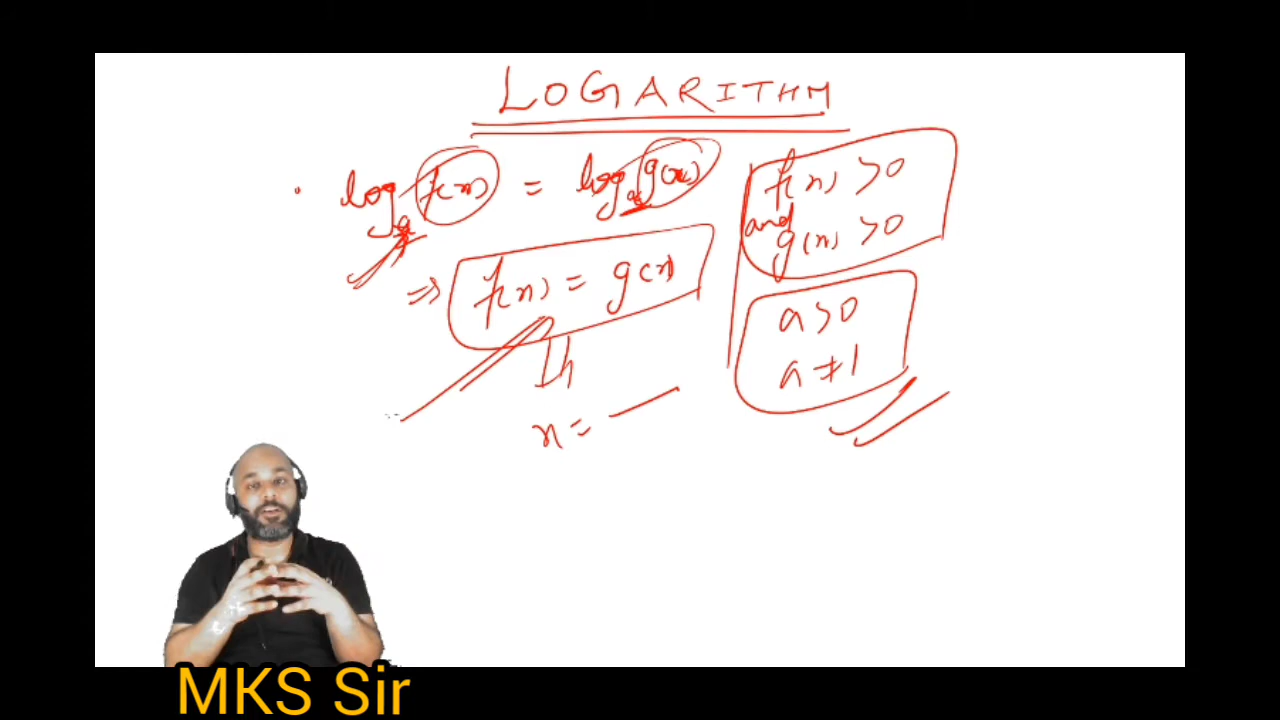 LOGARITHM
logₐ f(x) = logₐ g(x)
⇒ f(x) = g(x)
x =
f(x) > 0
and
g(x) > 0
a > 0
a ≠ 1
MKS Sir